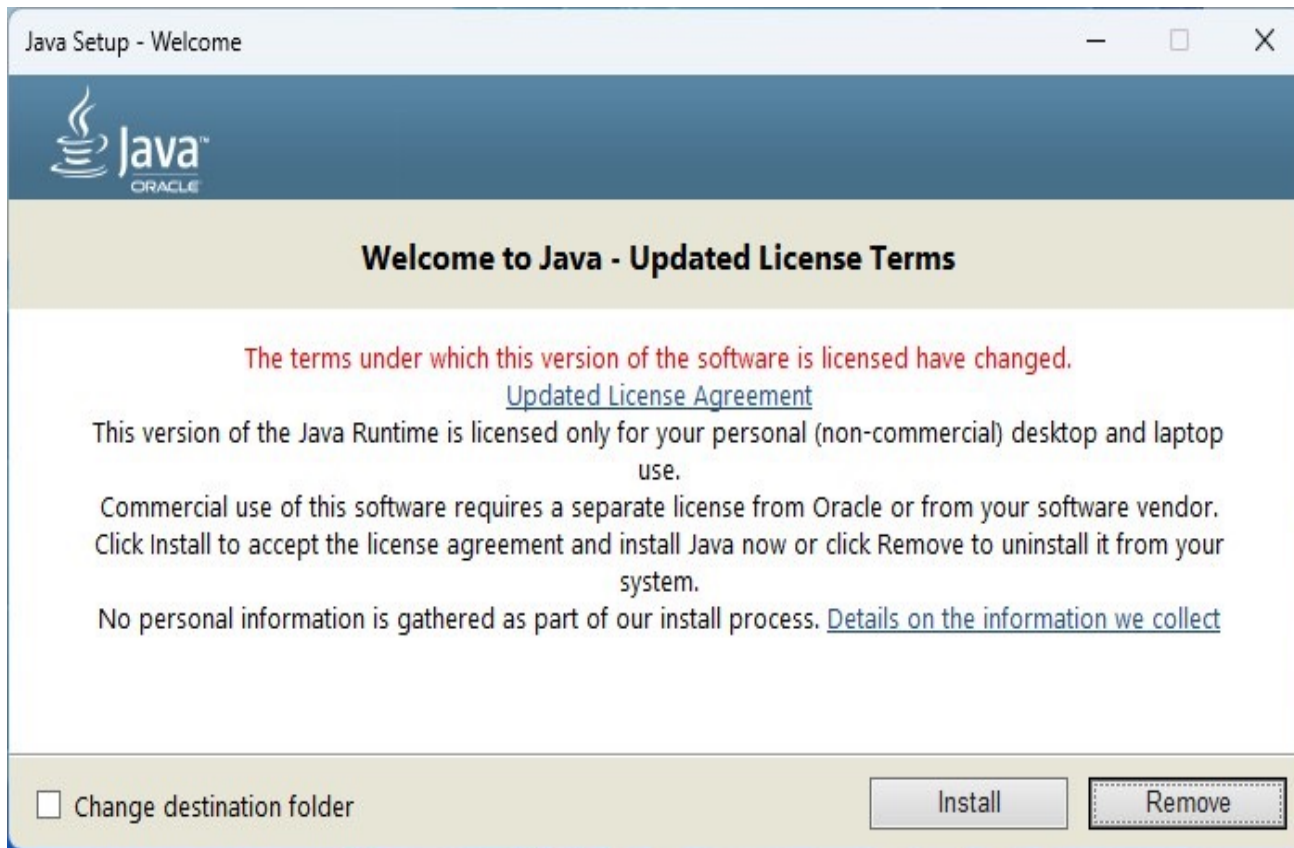 Java Setup - Welcome
Java™
ORACLE
Welcome to Java - Updated License Terms
The terms under which this version of the software is licensed have changed.
Updated License Agreement
This version of the Java Runtime is licensed only for your personal (non-commercial) desktop and laptop
use.
Commercial use of this software requires a separate license from Oracle or from your software vendor.
Click Install to accept the license agreement and install Java now or click Remove to uninstall it from your
system.
No personal information is gathered as part of our install process. Details on the information we collect
Change destination folder
Install
Remove